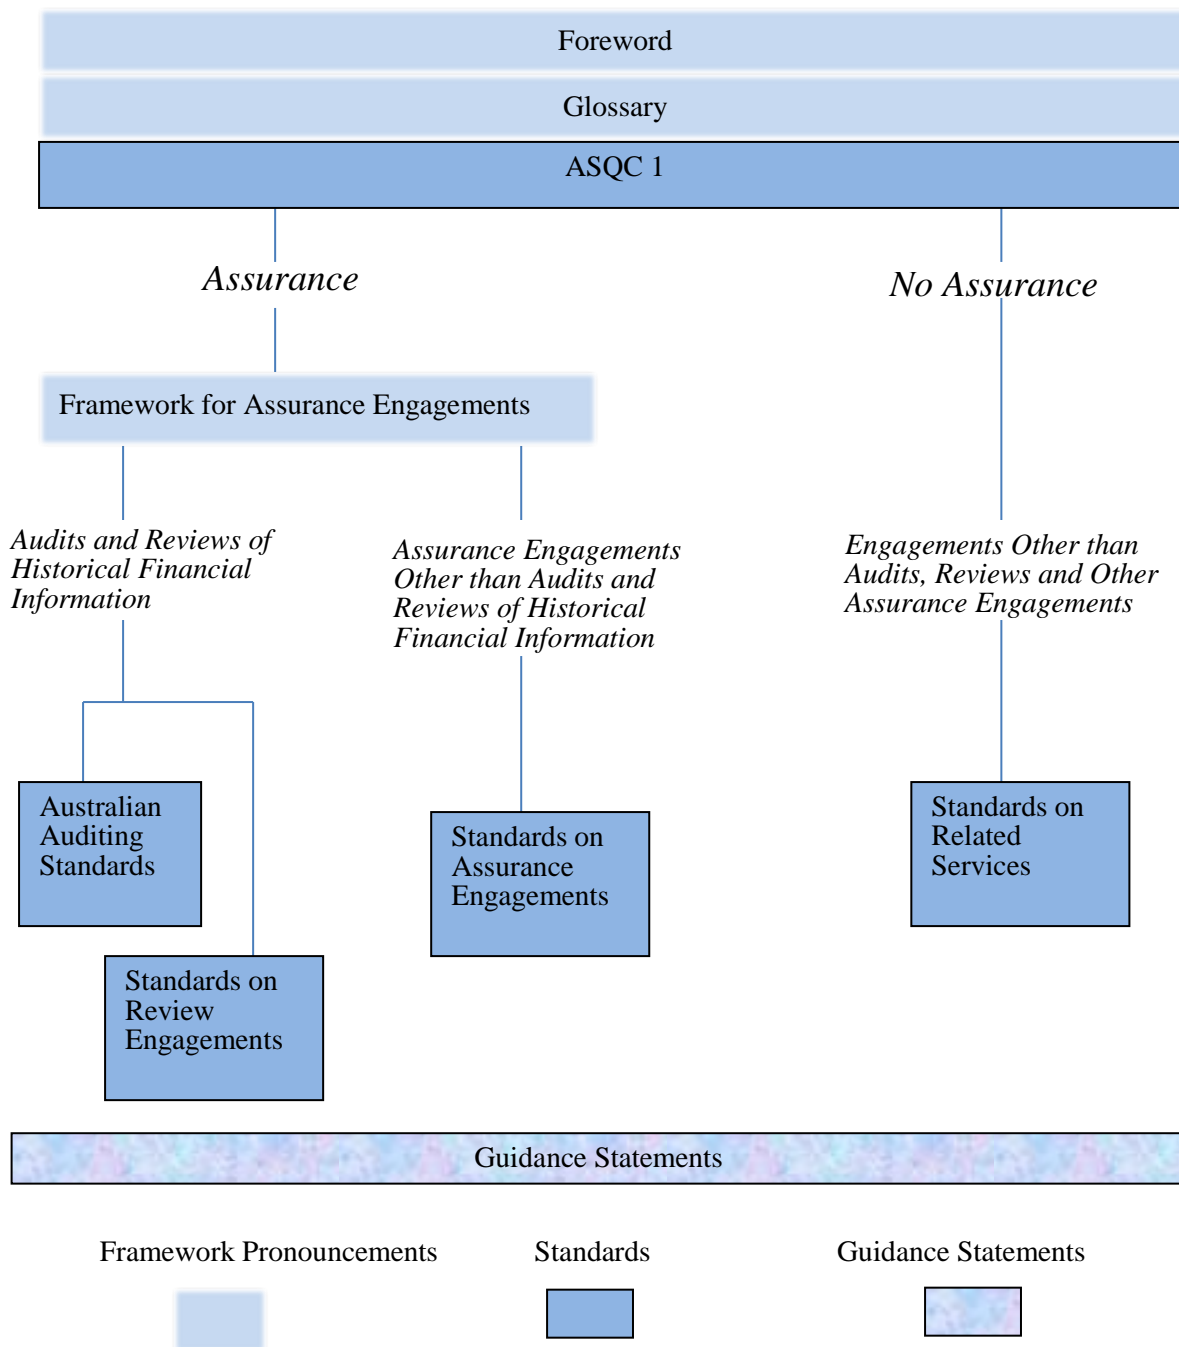 Foreword
Glossary
ASQC 1
Assurance
No Assurance
Framework for Assurance Engagements
Audits and Reviews of
Historical Financial
Information
Assurance Engagements
Other than Audits and
Reviews of Historical
Financial Information
Engagements Other than
Audits, Reviews and Other
Assurance Engagements
Australian
Auditing
Standards
Standards on
Review
Engagements
Standards on
Assurance
Engagements
Standards on
Related
Services
Guidance Statements
Framework Pronouncements
Standards
Guidance Statements